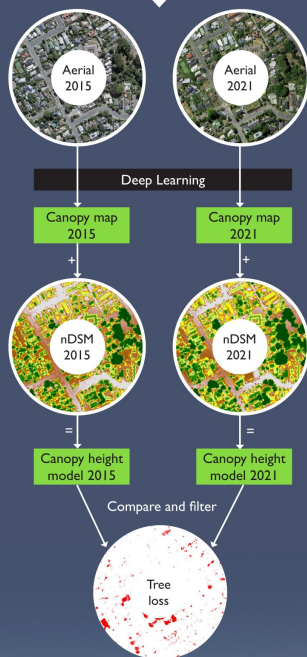 Aerial
2015
Aerial
2021
Deep Learning
Canopy map
2015
Canopy map
2021
+
+
nDSM
2015
nDSM
2021
=
=
Canopy height
model 2015
Canopy height
model 2021
Compare and filter
Tree
loss